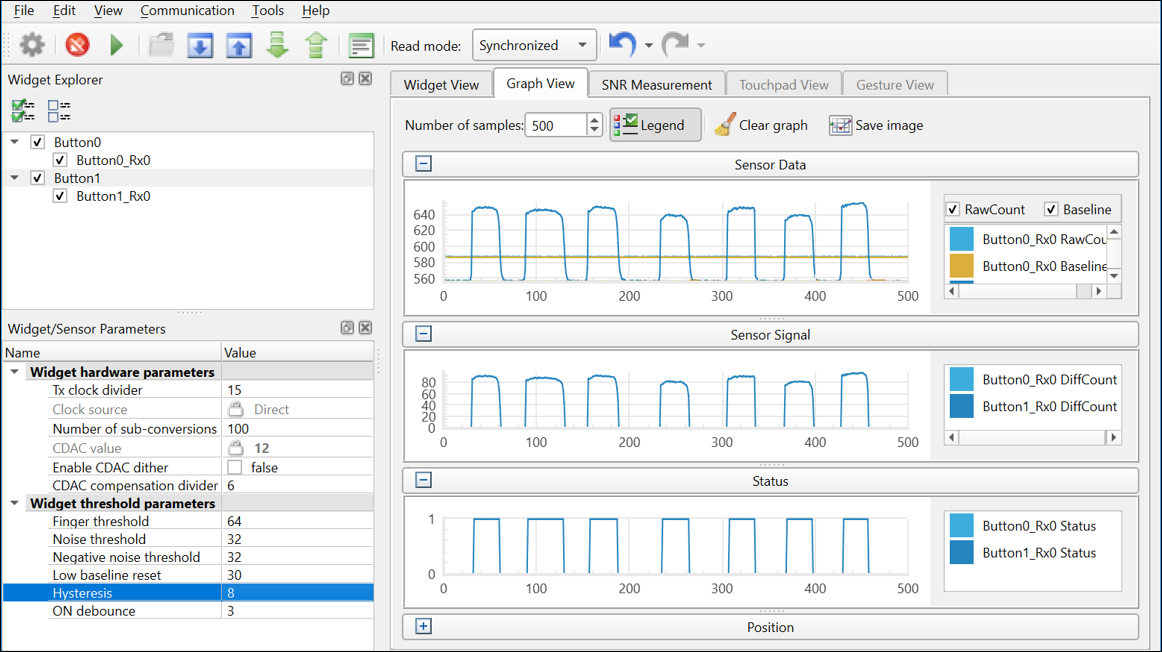 File Edit View Communication Tools Help
Read mode: Synchronized
Widget Explorer
Button0
Button0_Rx0
Button1
Button1_Rx0
Widget/Sensor Parameters
Name Value
Widget hardware parameters
Tx clock divider 15
Clock source Direct
Number of sub-conversions 100
CDAC value 12
Enable CDAC dither false
CDAC compensation divider 6
Widget threshold parameters
Finger threshold 64
Noise threshold 32
Negative noise threshold 32
Low baseline reset 30
Hysteresis 8
ON debounce 3
Widget View Graph View SNR Measurement Touchpad View Gesture View
Number of samples: 500 Legend Clear graph Save image
Sensor Data
640
620
600
580
560
0 100 200 300 400 500
RawCount Baseline
Button0_Rx0 RawCou
Button0_Rx0 Baseline
Sensor Signal
80
60
40
20
0
0 100 200 300 400 500
Button0_Rx0 DiffCount
Button1_Rx0 DiffCount
Status
1
0
0 100 200 300 400 500
Button0_Rx0 Status
Button1_Rx0 Status
Position